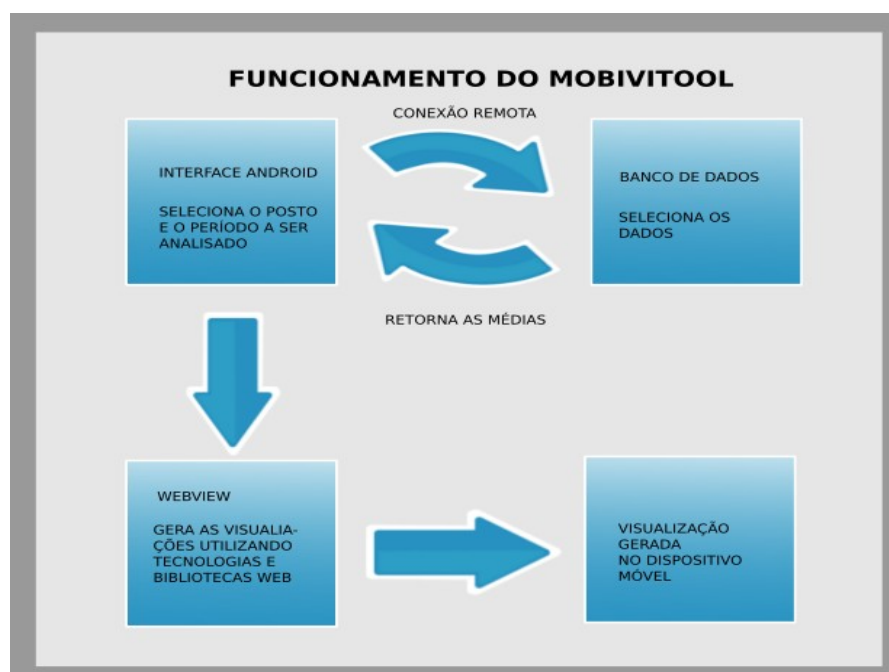 FUNCIONAMENTO DO MOBIVITOOL
CONEXÃO REMOTA
INTERFACE ANDROID
SELECIONA O POSTO
E O PERÍODO A SER
ANALISADO
BANCO DE DADOS
SELECIONA OS
DADOS
RETORNA AS MÉDIAS
WEBVIEW
GERA AS VISUALIA-
ÇÕES UTILIZANDO
TECNOLOGIAS E
BIBLIOTECAS WEB
VISUALIZAÇÃO
GERADA
NO DISPOSITIVO
MÓVEL